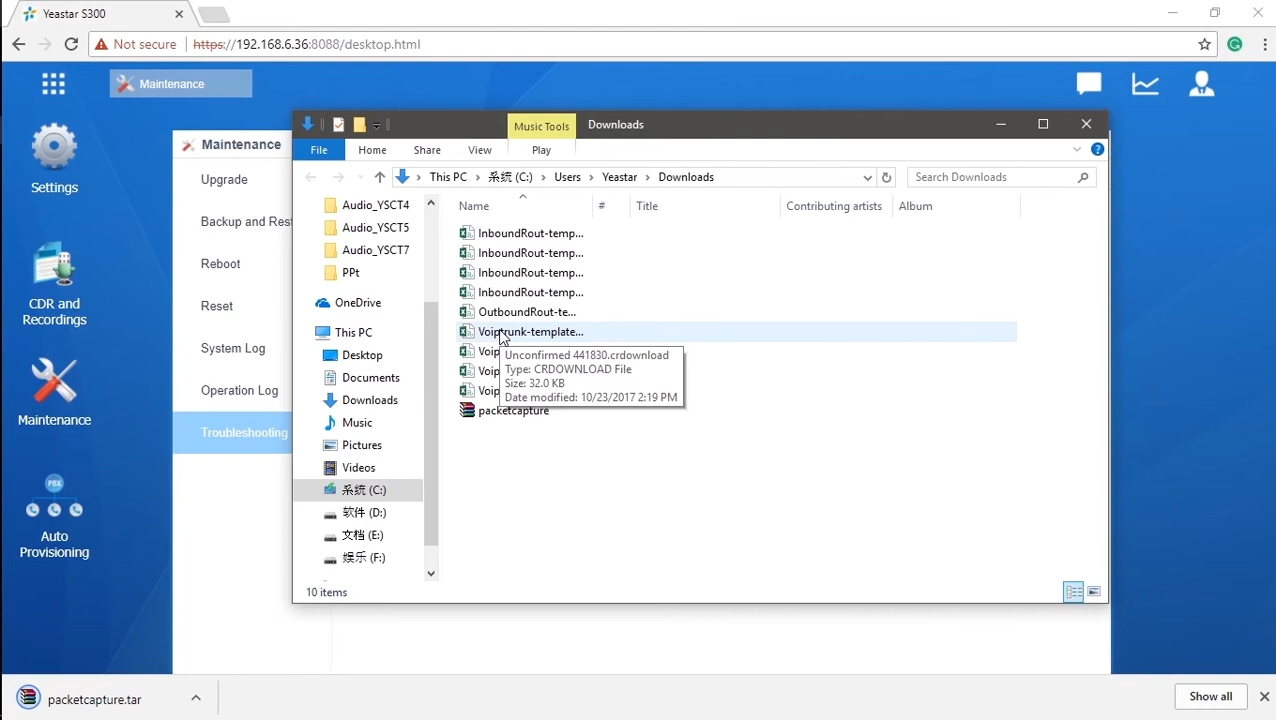 Yeastar S300
Not secure https://192.168.6.36:8088/desktop.html
Maintenance
Settings
CDR and
Recordings
Maintenance
Auto
Provisioning
Maintenance
Upgrade
Backup and Rest
Reboot
Reset
System Log
Operation Log
Troubleshooting
Music Tools
Downloads
File
Home
Share
View
Play
This PC
系统 (C:)
Users
Yeastar
Downloads
Search Downloads
Audio_YSCT4
Audio_YSCT5
Audio_YSCT7
PPt
OneDrive
This PC
Desktop
Documents
Downloads
Music
Pictures
Videos
系统 (C:)
软件 (D:)
文档 (E:)
娱乐 (F:)
Name
#
Title
Contributing artists
Album
InboundRout-temp...
InboundRout-temp...
InboundRout-temp...
InboundRout-temp...
OutboundRout-te...
Voiptrunk-template...
Voip
Voip
Voip
packetcapture
Unconfirmed 441830.crdownload
Type: CRDOWNLOAD File
Size: 32.0 KB
Date modified: 10/23/2017 2:19 PM
10 items
packetcapture.tar
Show all